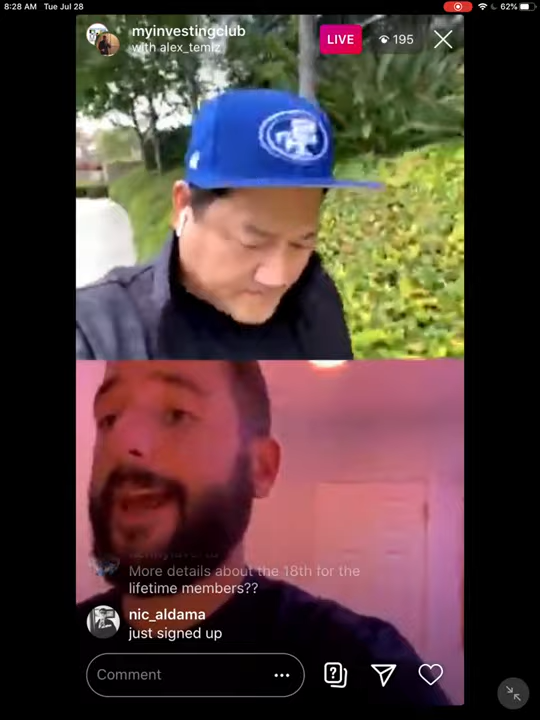 8:28 AM Tue Jul 28
62%
myinvestingclub
with alex_temiz
LIVE
195
More details about the 18th for the
lifetime members??
nic_aldama
just signed up
Comment